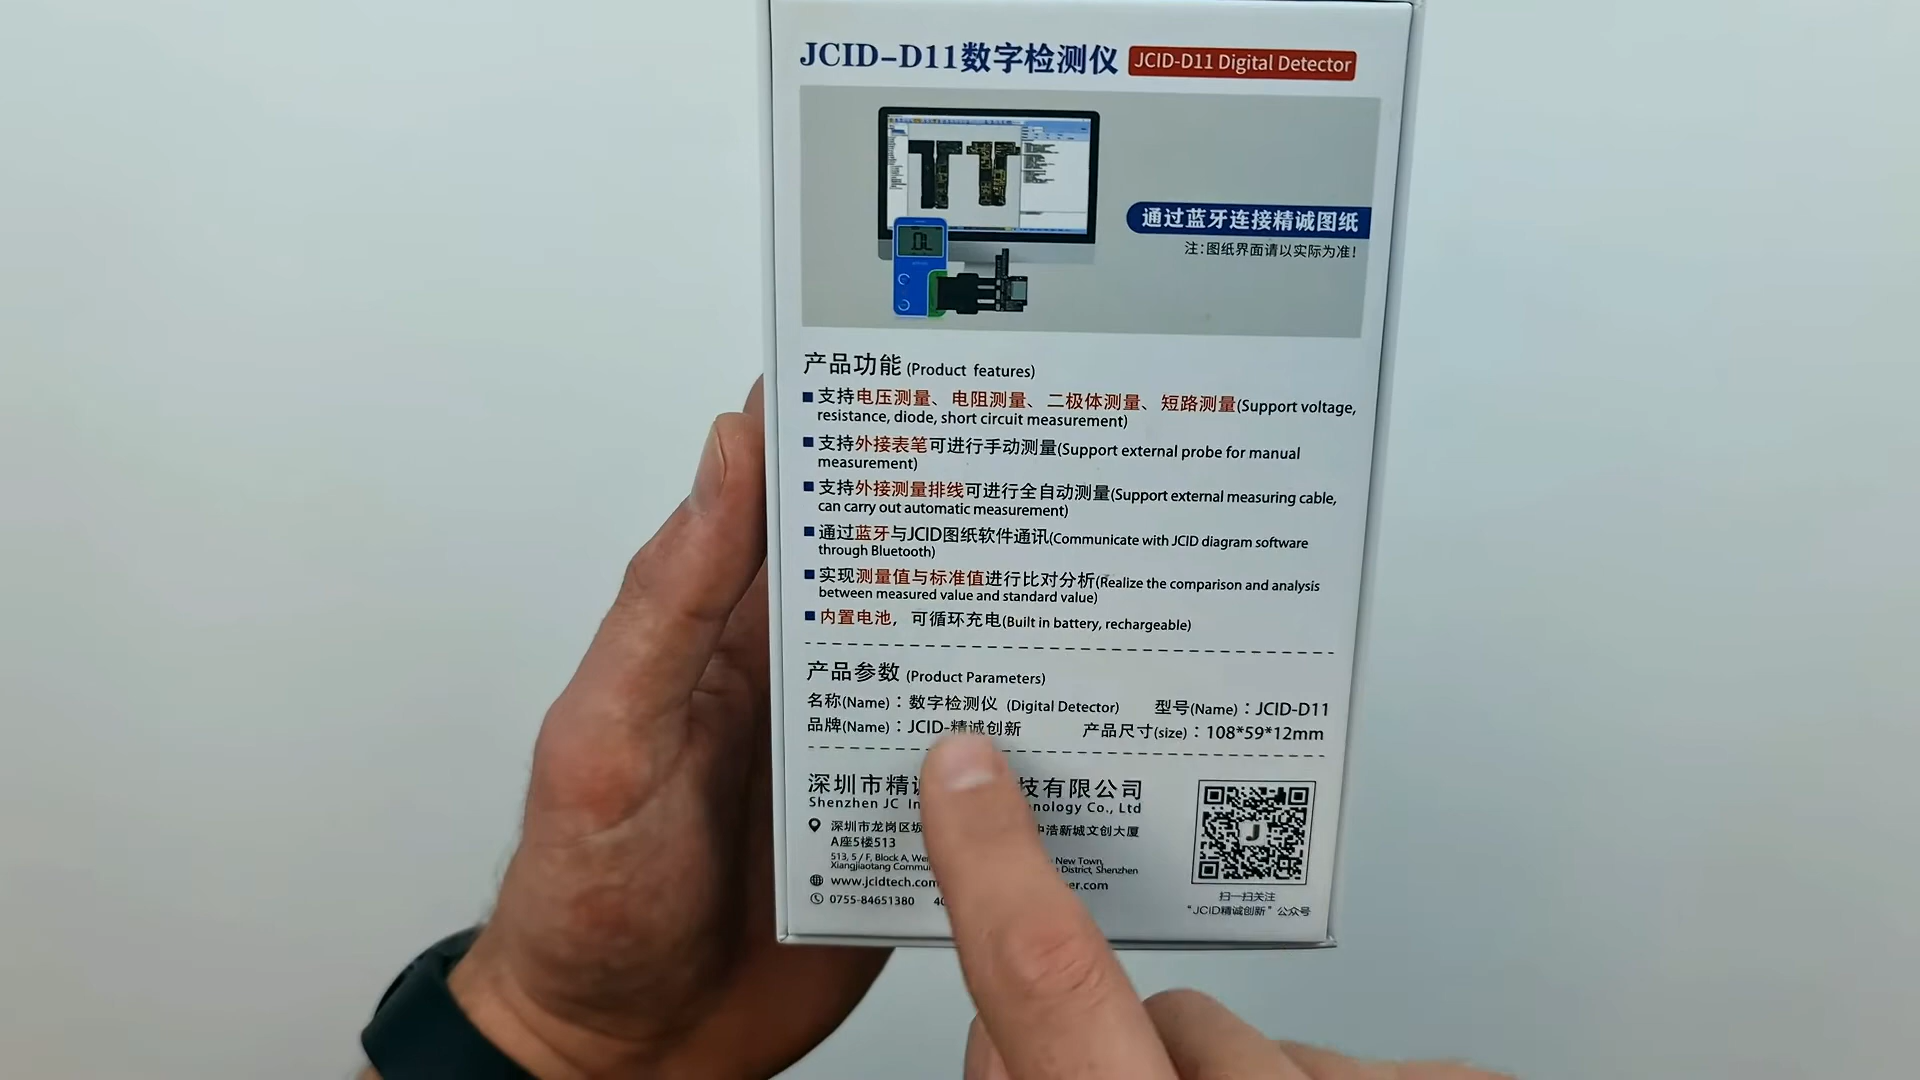 JCID-D11数字检测仪 JCID-D11 Digital Detector
通过蓝牙连接精诚图纸
注:图纸界面请以实际为准!
产品功能 (Product features)
支持电压测量、电阻测量、二极体测量、短路测量(Support voltage,
resistance, diode, short circuit measurement)
支持外接表笔可进行手动测量(Support external probe for manual
measurement)
支持外接测量排线可进行全自动测量(Support external measuring cable,
can carry out automatic measurement)
通过蓝牙与JCID图纸软件通讯(Communicate with JCID diagram software
through Bluetooth)
实现测量值与标准值进行比对分析(Realize the comparison and analysis
between measured value and standard value)
内置电池，可循环充电(Built in battery, rechargeable)
产品参数 (Product Parameters)
名称(Name)：数字检测仪 (Digital Detector) 型号(Name)：JCID-D11
品牌(Name)：JCID-精诚创新 产品尺寸(size)：108*59*12mm
深圳市精 技有限公司
Shenzhen JC Co., Ltd
深圳市龙岗区 中浩新城文创大厦
A座5楼513
513, 5 / F, Block A, New Town,
Xiangjiaotang District, Shenzhen
www.jcidtech.com
0755-84651380
扫一扫关注
"JCID精诚创新"公众号